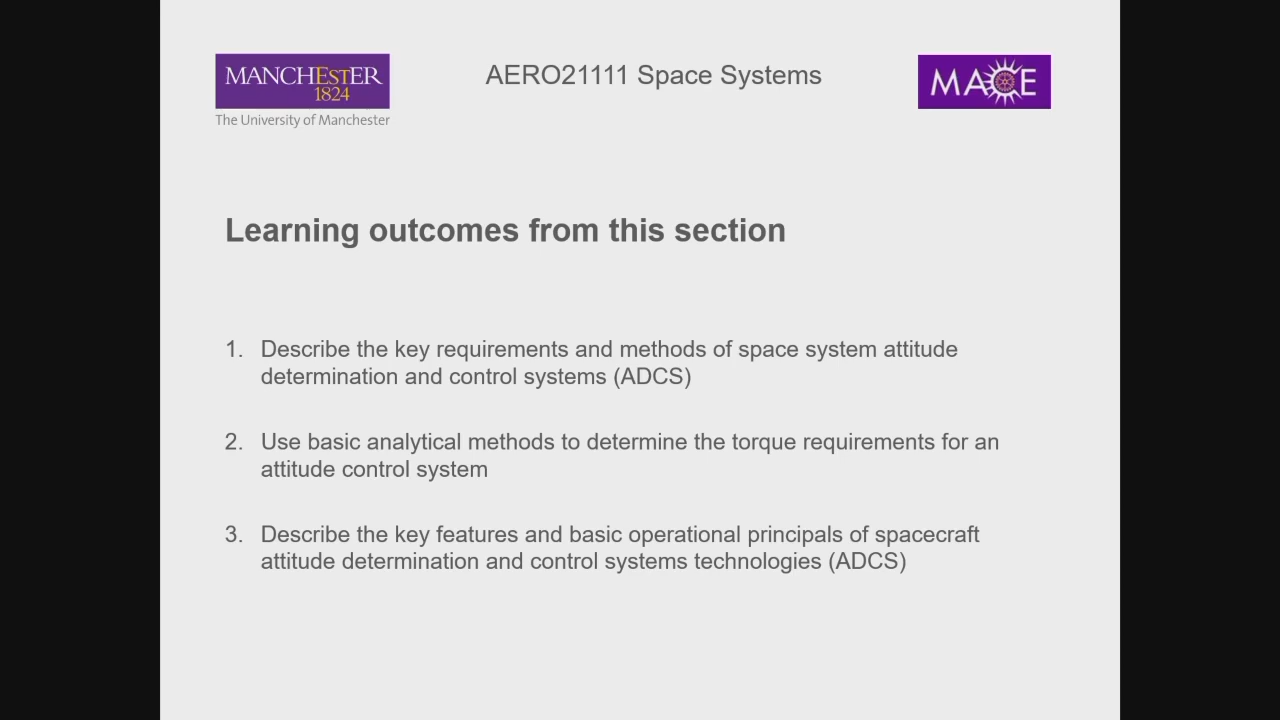 MANCHESTER
1824
The University of Manchester
AERO21111 Space Systems
MACE
Learning outcomes from this section
1. Describe the key requirements and methods of space system attitude
determination and control systems (ADCS)
2. Use basic analytical methods to determine the torque requirements for an
attitude control system
3. Describe the key features and basic operational principals of spacecraft
attitude determination and control systems technologies (ADCS)